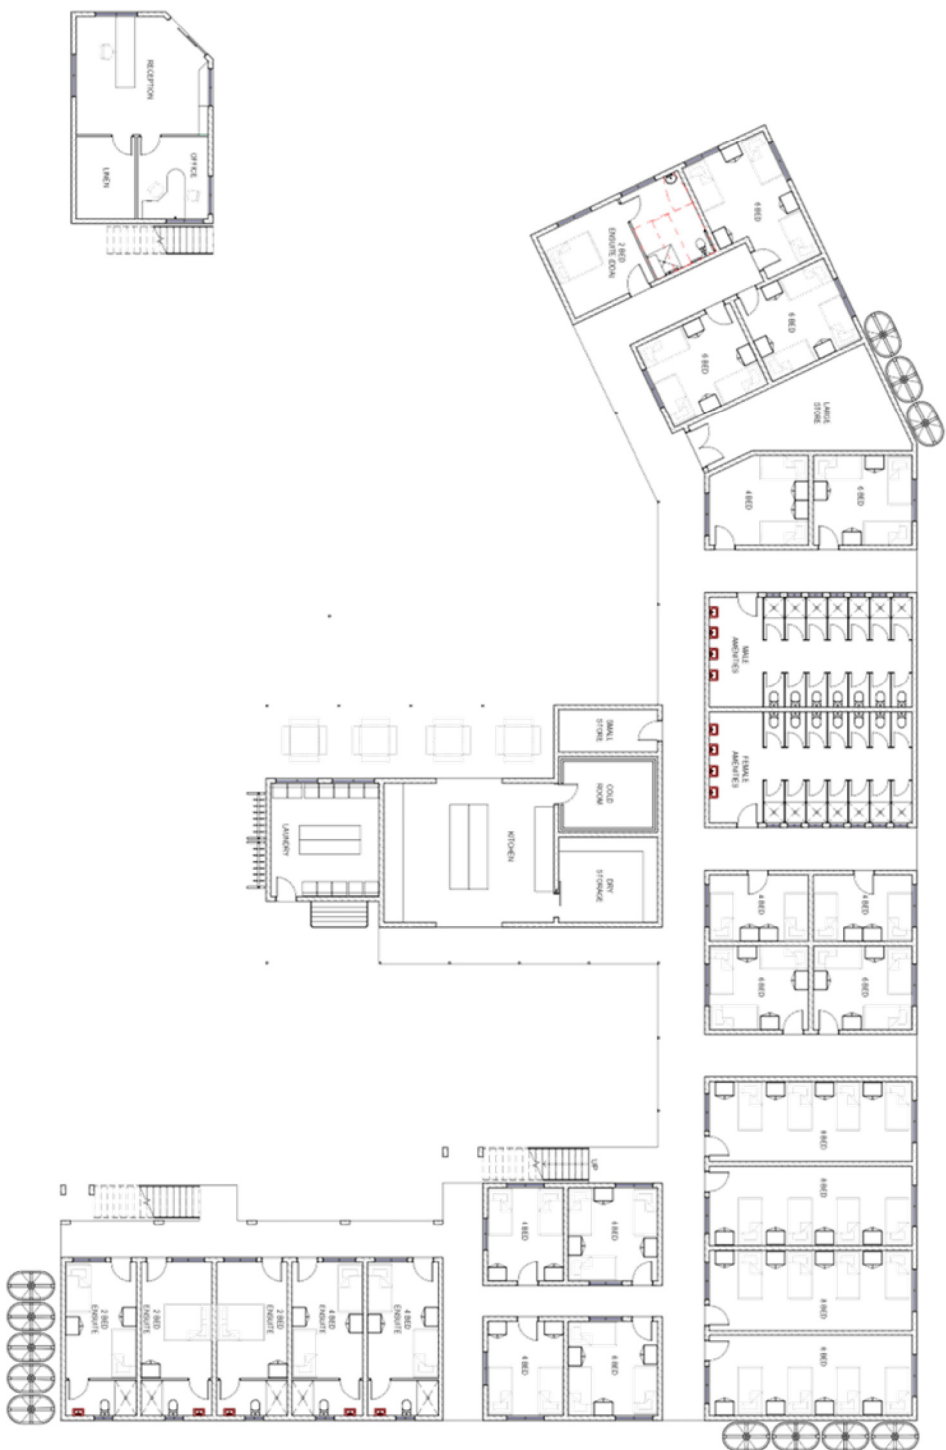 RECEPTION
OFFICE
LINEN
6 BED
2 BED
ENSUITE (DDA)
6 BED
6 BED
LARGE
STORE
4 BED
6 BED
MALE
AMENITIES
FEMALE
AMENITIES
SMALL
STORE
COLD
ROOM
LAUNDRY
KITCHEN
DRY
STORAGE
4 BED
4 BED
6 BED
6 BED
8 BED
8 BED
8 BED
8 BED
UP
4 BED
6 BED
4 BED
6 BED
2 BED
ENSUITE
2 BED
ENSUITE
2 BED
ENSUITE
4 BED
ENSUITE
4 BED
ENSUITE